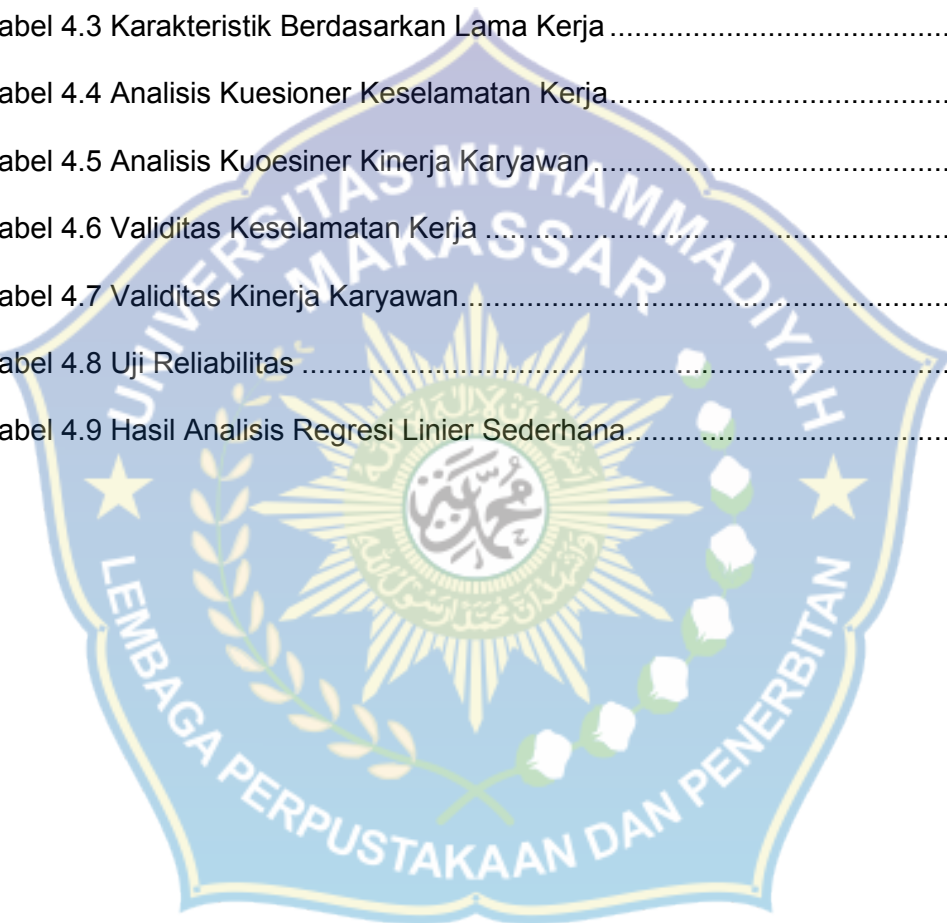 abel 4.3 Karakteristik Berdasarkan Lama Kerja
abel 4.4 Analisis Kuesioner Keselamatan Kerja
abel 4.5 Analisis Kuoesiner Kinerja Karyawan
abel 4.6 Validitas Keselamatan Kerja
abel 4.7 Validitas Kinerja Karyawan
abel 4.8 Uji Reliabilitas
abel 4.9 Hasil Analisis Regresi Linier Sederhana
UNIVERSITAS MUHAMMADIYAH
MAKASSAR
LEMBAGA PERPUSTAKAAN DAN PENERBITAN